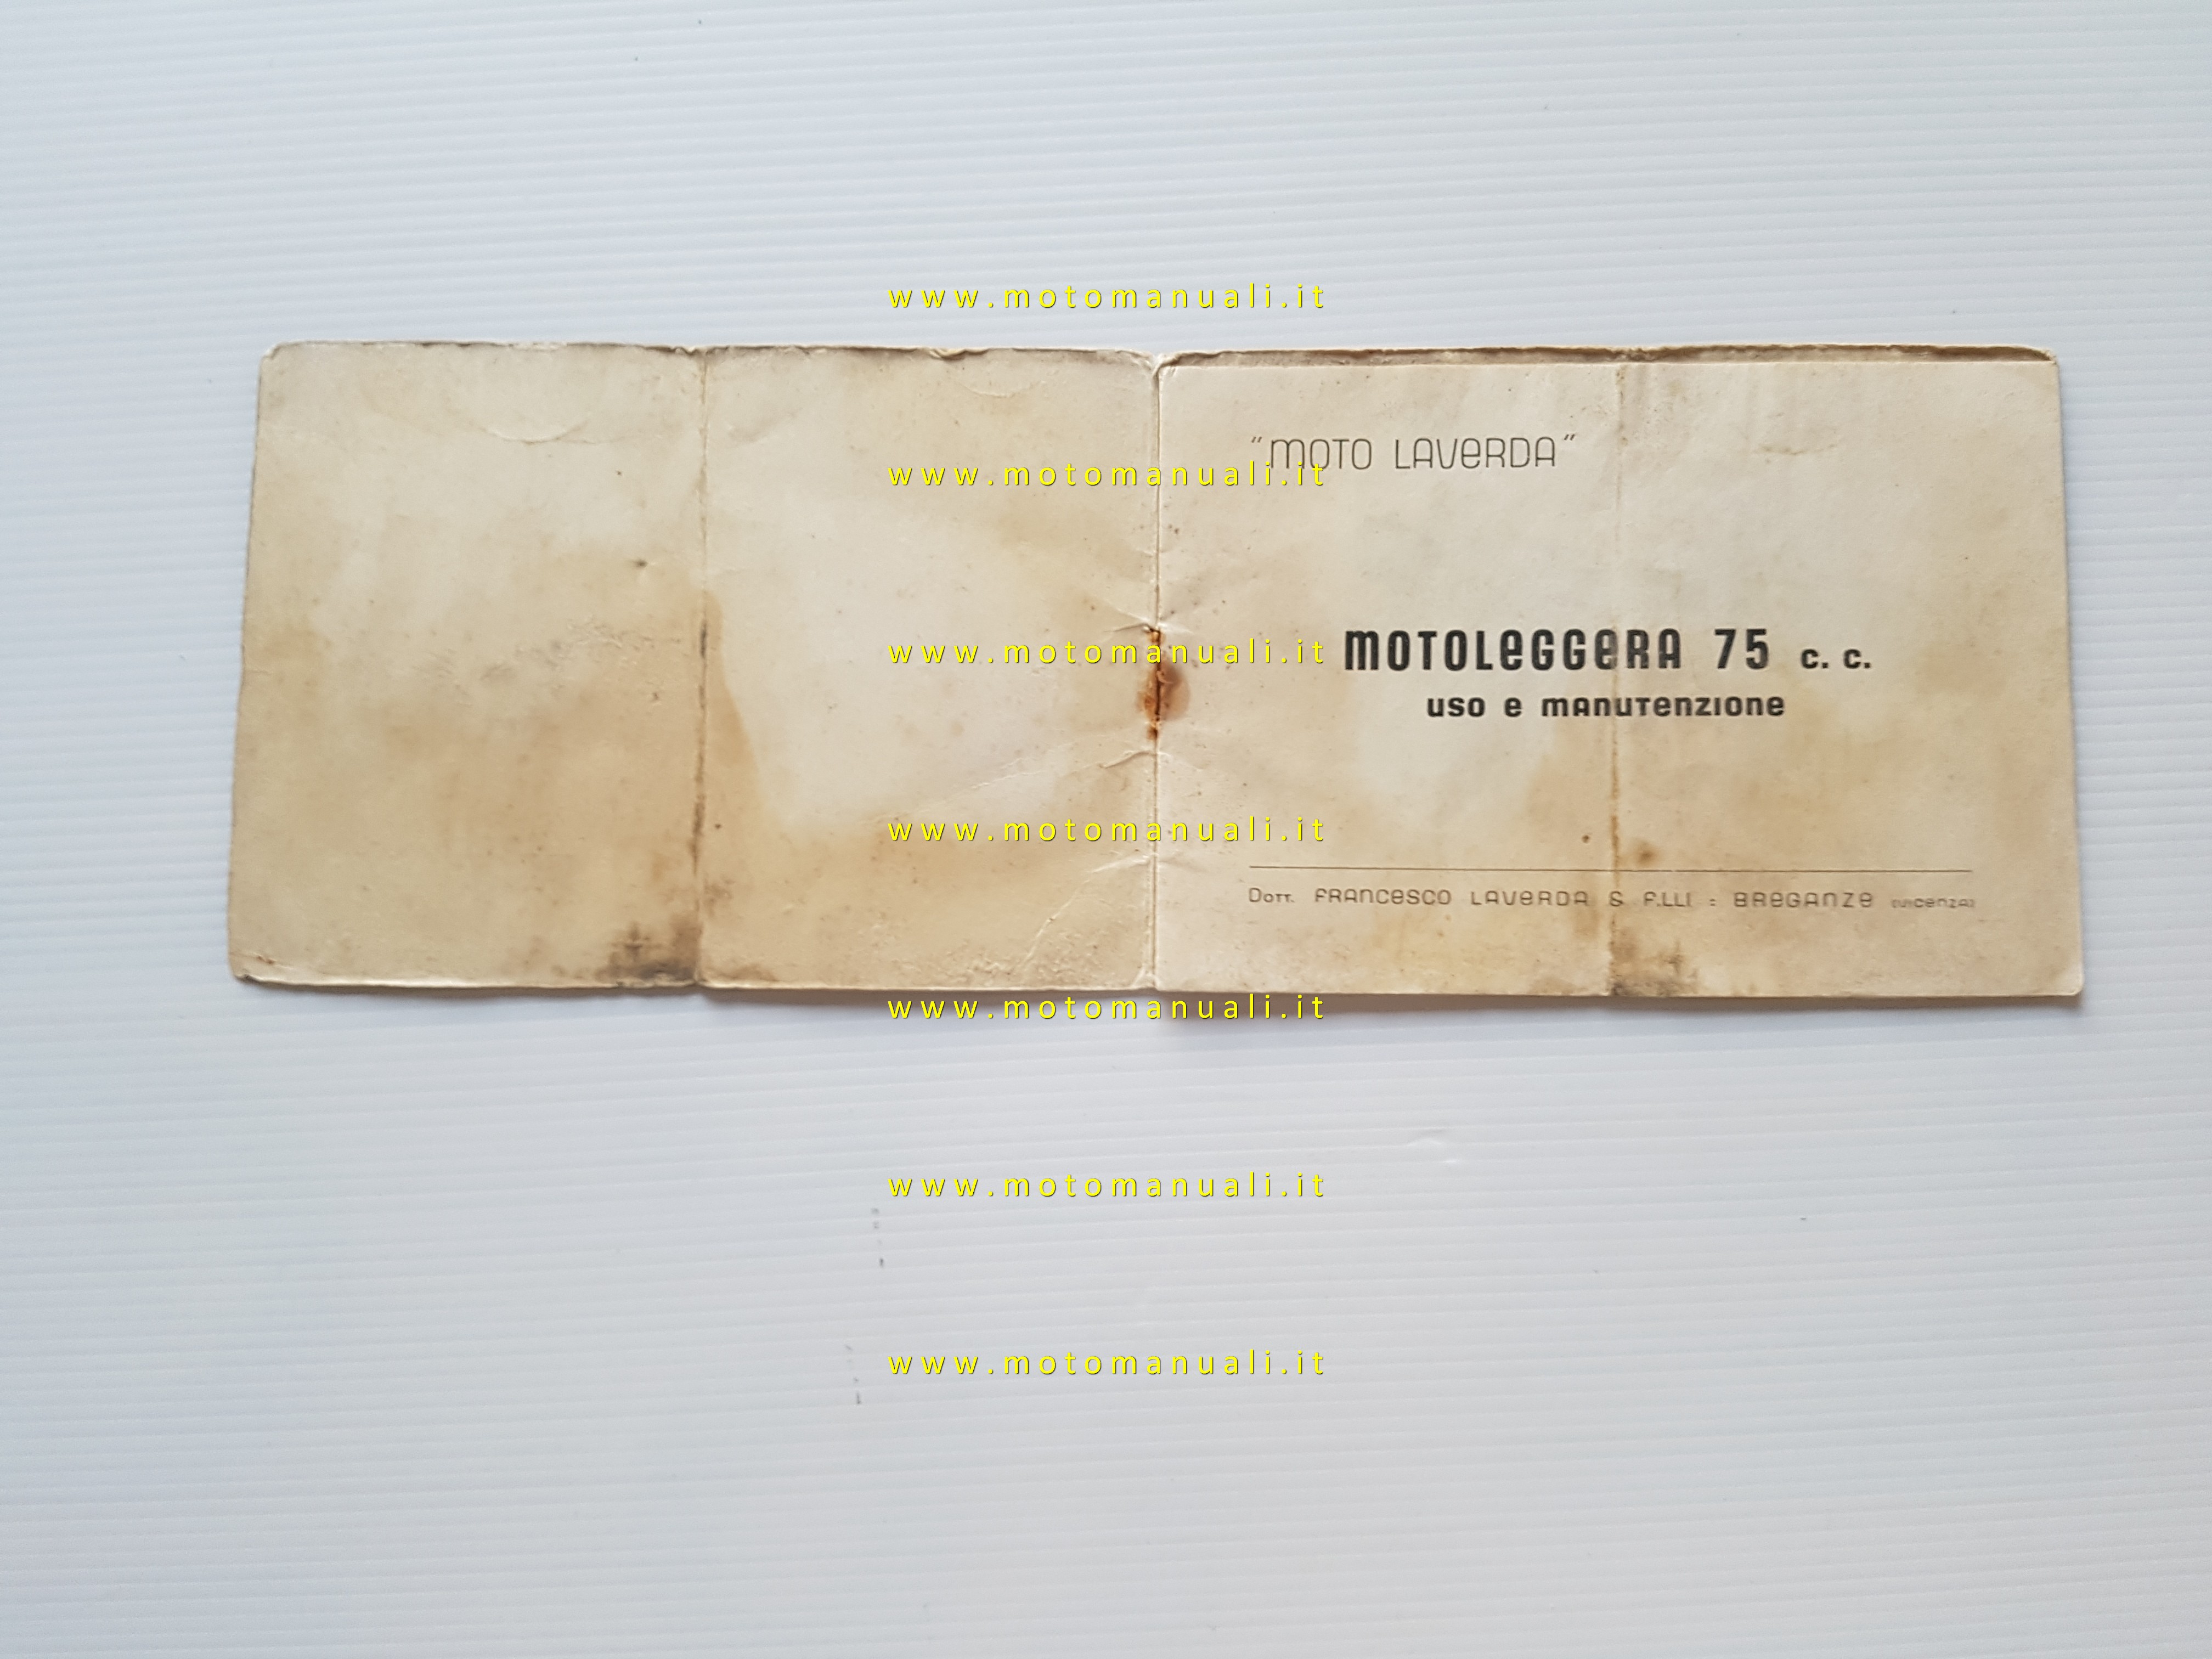 www.motomanuali.it
"MOTO LAVERDA"
www.motomanuali.it
MOTOLEGGERA 75 c. c.
www.motomanuali.it
uso e manutenzione
www.motomanuali.it
Dott. FRANCESCO LAVERDA & F.LLI : BREGANZE (VICENZA)
www.motomanuali.it
www.motomanuali.it
www.motomanuali.it